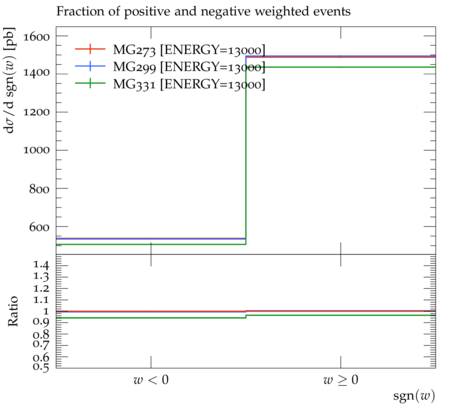 Fraction of positive and negative weighted events
dσ/d sgn(w) [pb]
1600
1400
1200
1000
800
600
MG273 [ENERGY=13000]
MG299 [ENERGY=13000]
MG331 [ENERGY=13000]
Ratio
1.4
1.3
1.2
1.1
1
0.9
0.8
0.7
0.6
0.5
w < 0
w ≥ 0
sgn(w)